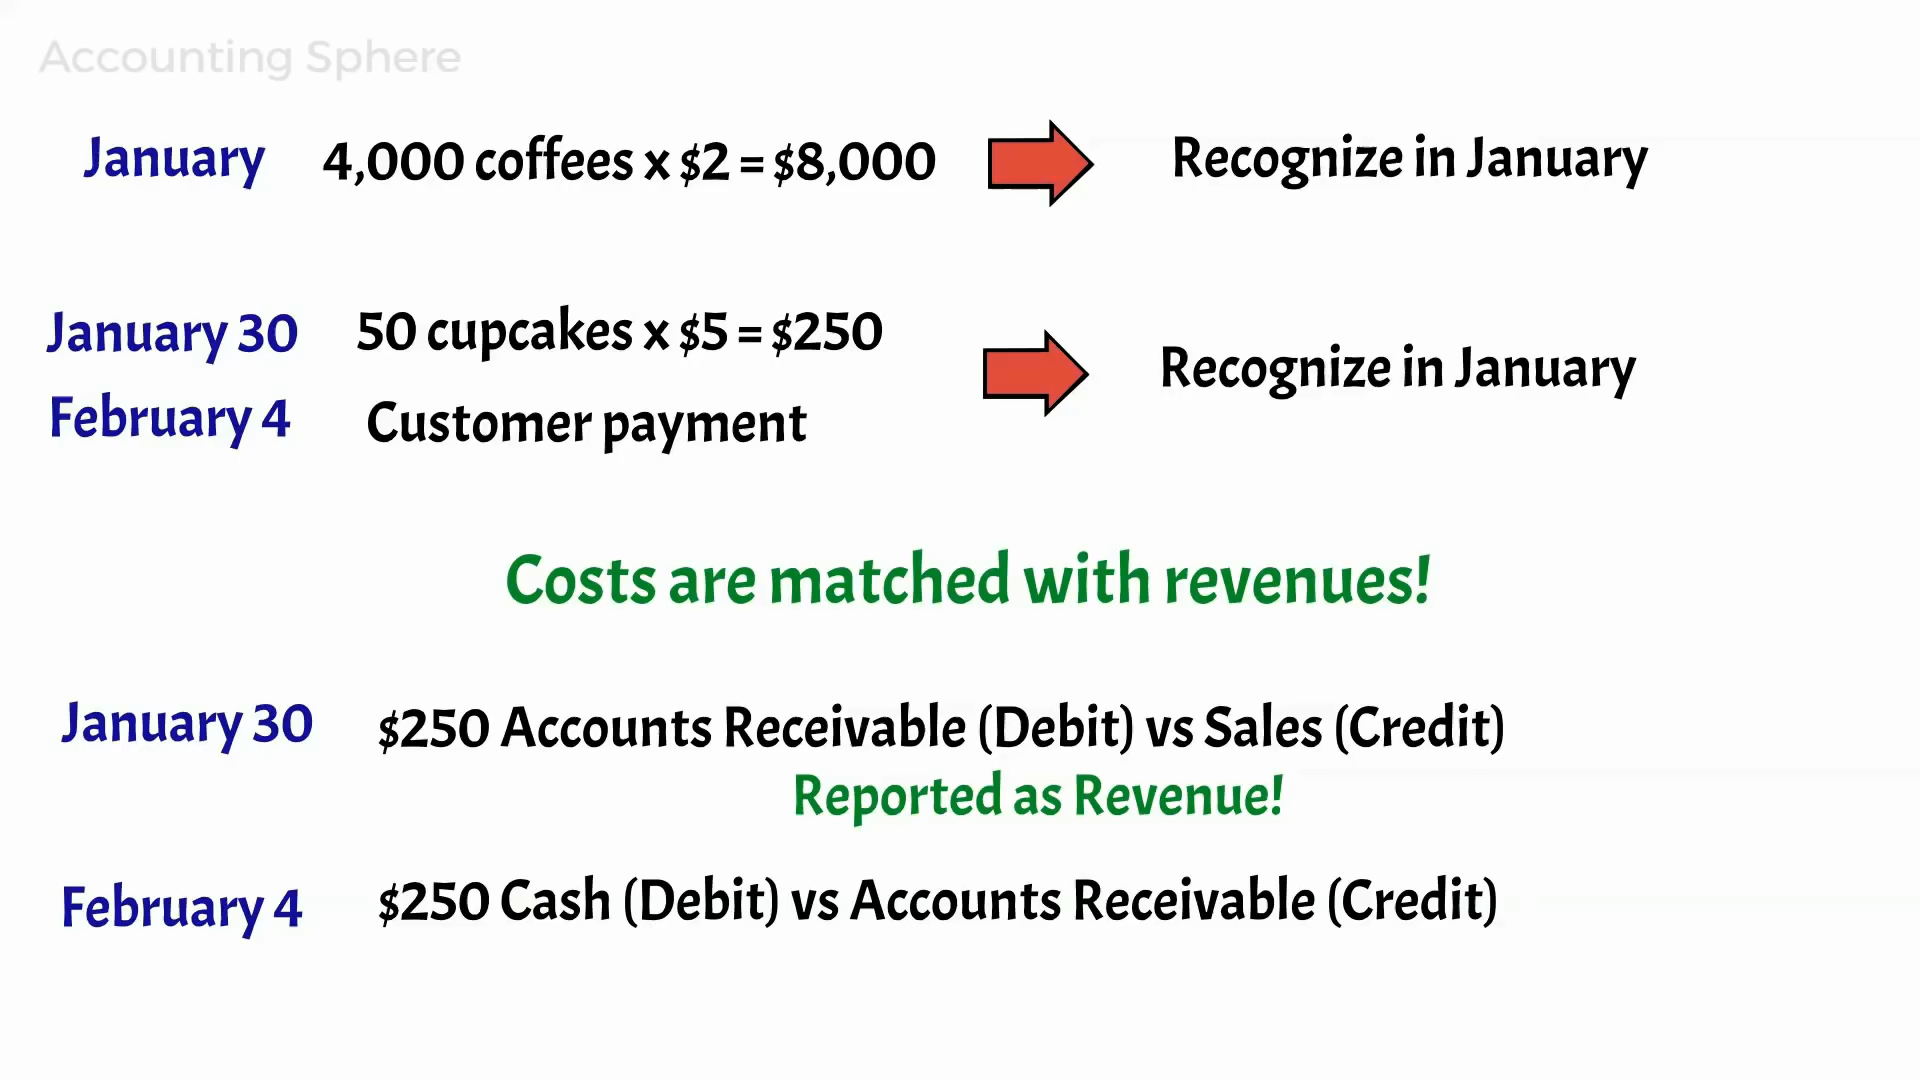 Accounting Sphere
January 4,000 coffees x $2 = $8,000 Recognize in January
January 30 50 cupcakes x $5 = $250
Recognize in January
February 4 Customer payment
Costs are matched with revenues!
January 30 $250 Accounts Receivable (Debit) vs Sales (Credit)
Reported as Revenue!
February 4 $250 Cash (Debit) vs Accounts Receivable (Credit)